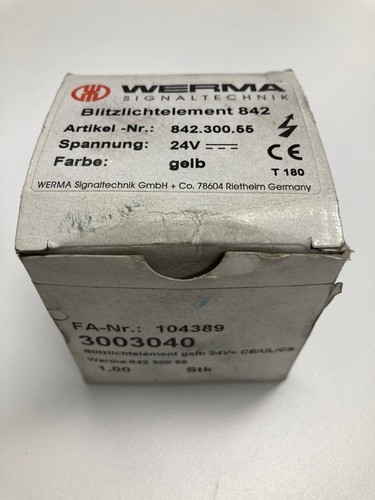 WERMA
SIGNALTECHNIK
Blitzlichtelement 842
Artikel -Nr.: 842.300.55
Spannung: 24V
Farbe: gelb
CE
T 180
WERMA Signaltechnik GmbH + Co. 78604 Rietheim Germany
FA-Nr.: 104389
3003040
Blitzlichtelement gelb 24V= CE/UL/CS
Werma 842 300 55
1,00 Stk